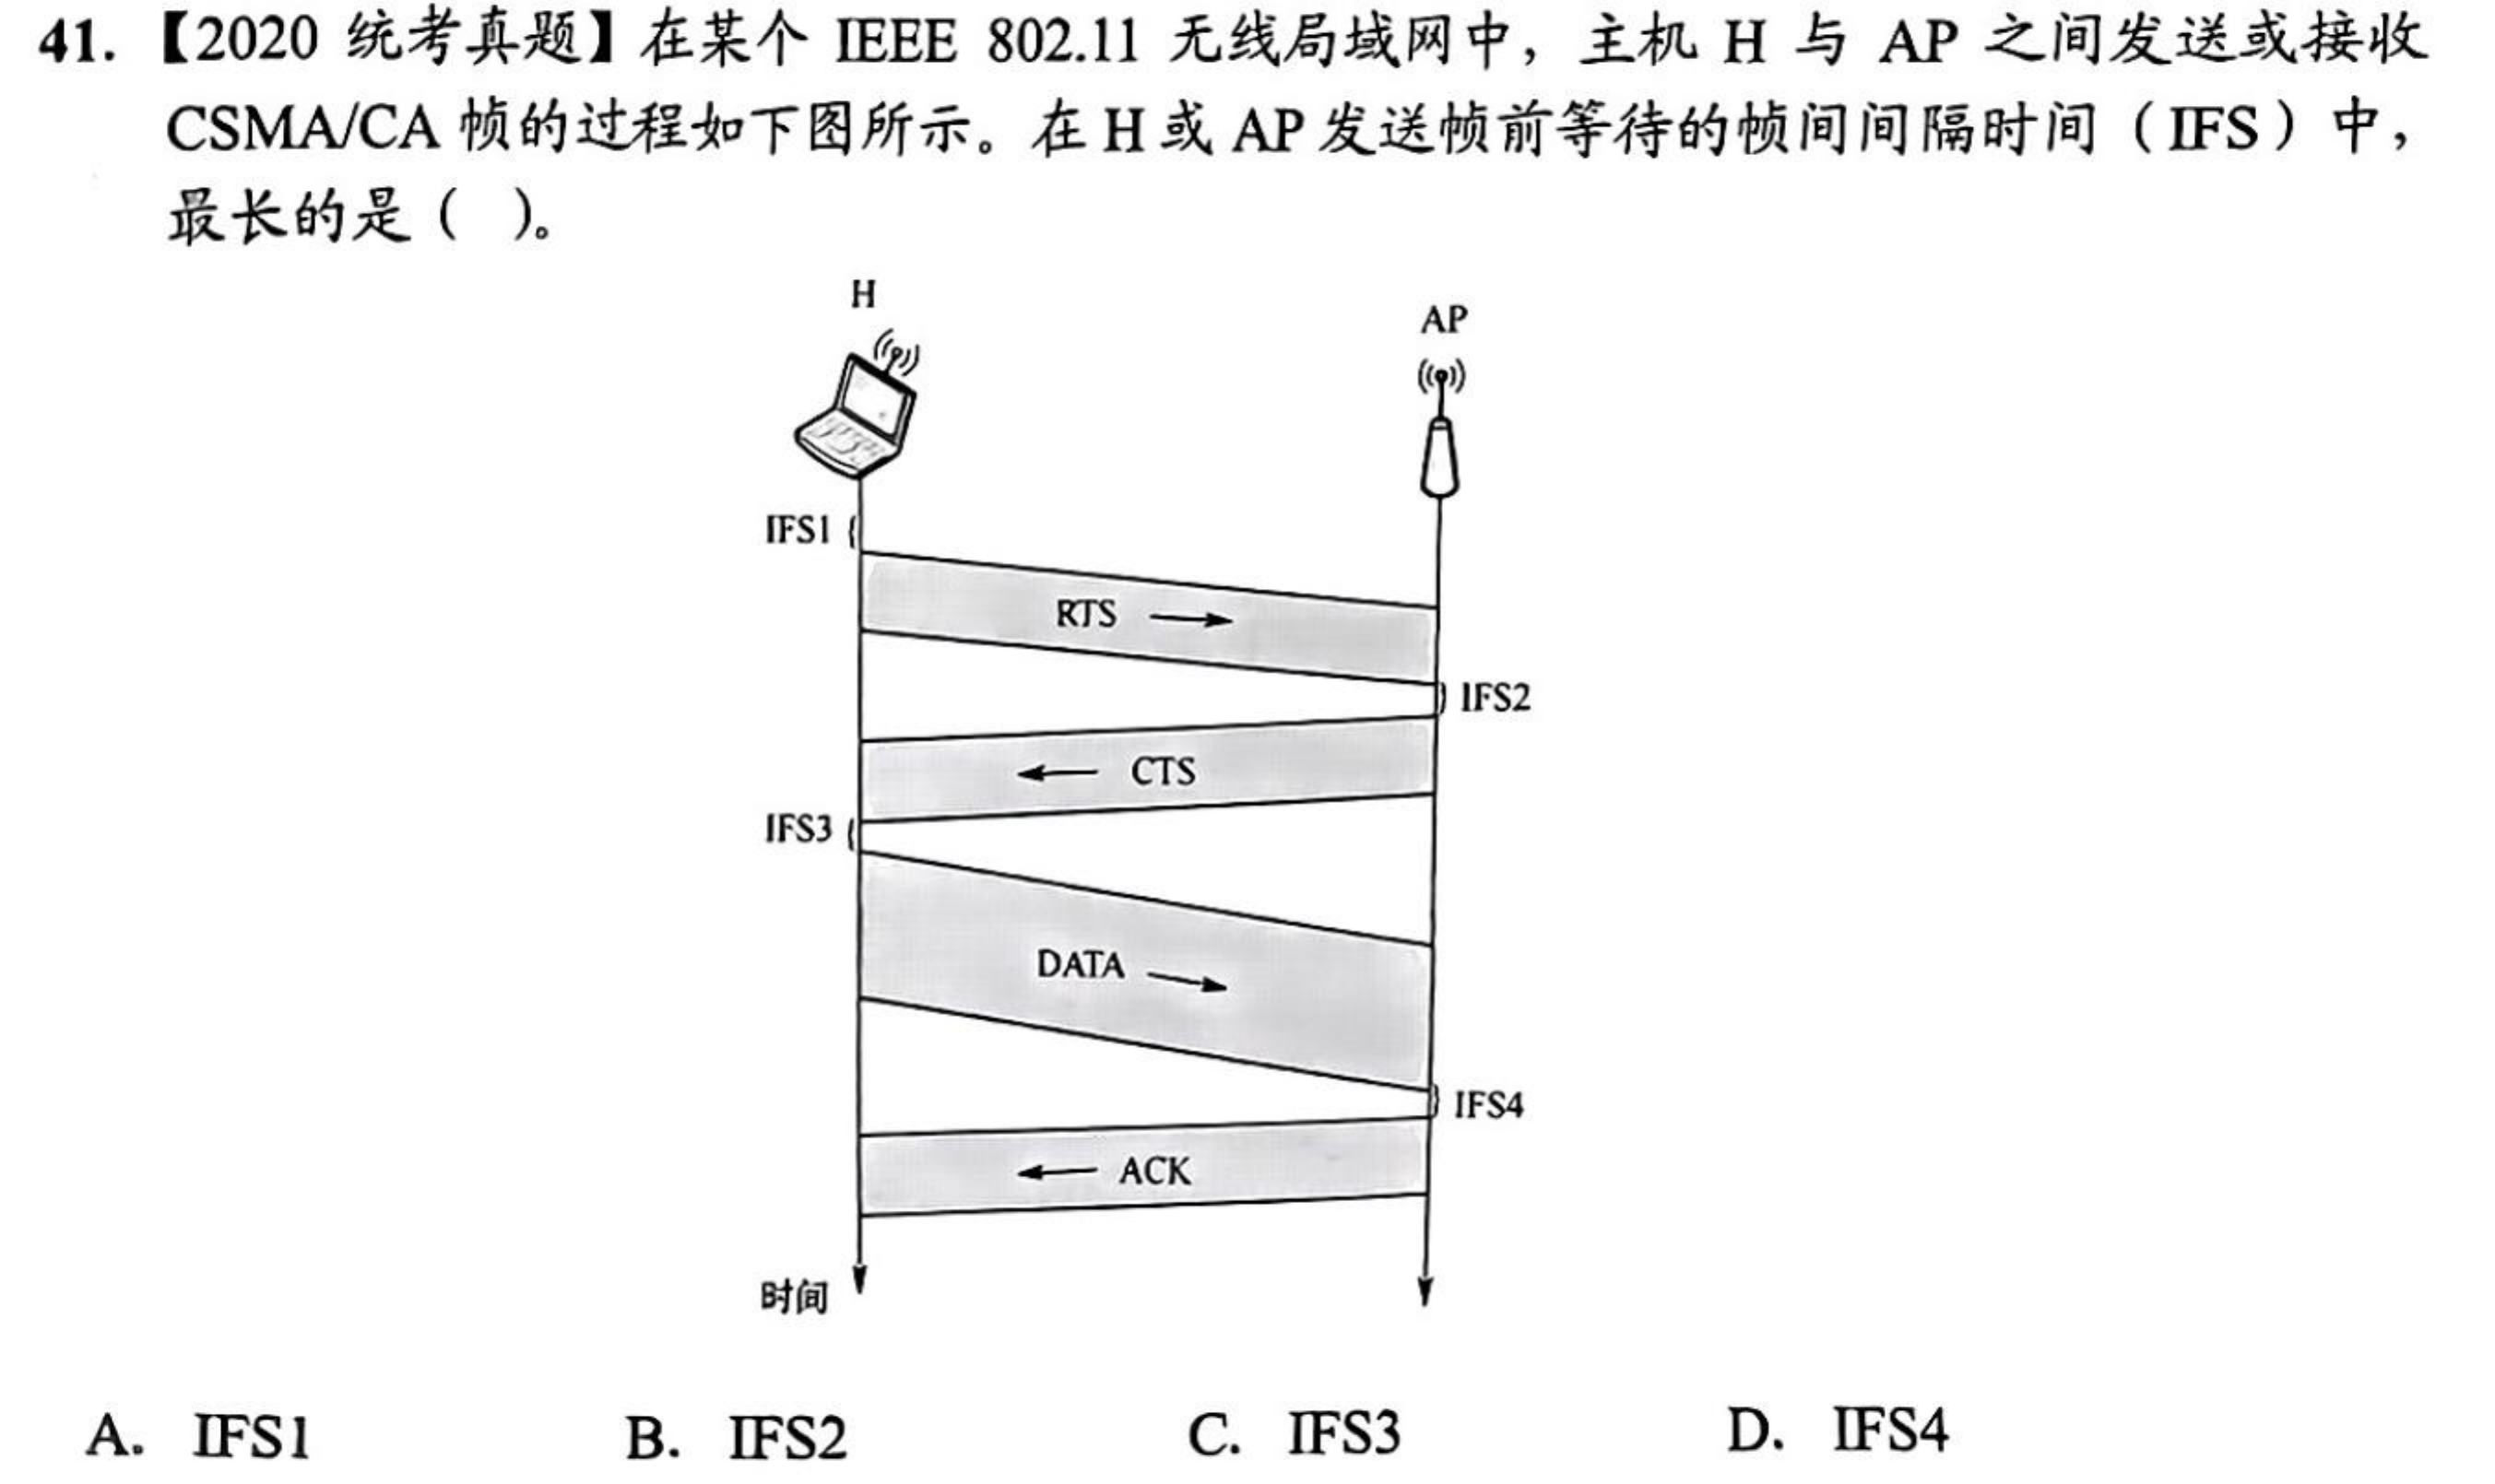 41.【2020 统考真题】在某个 IEEE 802.11 无线局域网中，主机 H 与 AP 之间发送或接收
CSMA/CA 帧的过程如下图所示。在 H 或 AP 发送帧前等待的帧间间隔时间（IFS）中，
最长的是（ ）。
H
AP
IFS1
RTS
IFS2
CTS
IFS3
DATA
IFS4
ACK
时间
A. IFS1 B. IFS2 C. IFS3 D. IFS4